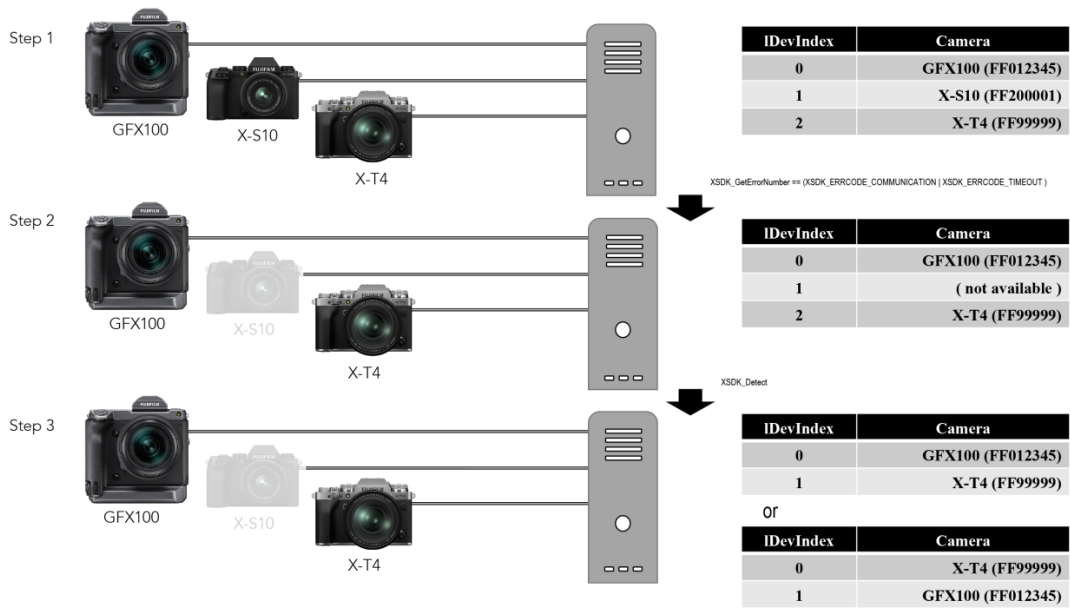 Step 1
FUJIFILM
GFX100
X-S10
X-T4
lDevIndex Camera
0 GFX100 (FF012345)
1 X-S10 (FF200001)
2 X-T4 (FF99999)
XSDK_GetErrorNumber == (XSDK_ERRCODE_COMMUNICATION | XSDK_ERRCODE_TIMEOUT )
Step 2
GFX100
X-S10
X-T4
lDevIndex Camera
0 GFX100 (FF012345)
1 ( not available )
2 X-T4 (FF99999)
XSDK_Detect
Step 3
GFX100
X-S10
X-T4
lDevIndex Camera
0 GFX100 (FF012345)
1 X-T4 (FF99999)
or
lDevIndex Camera
0 X-T4 (FF99999)
1 GFX100 (FF012345)